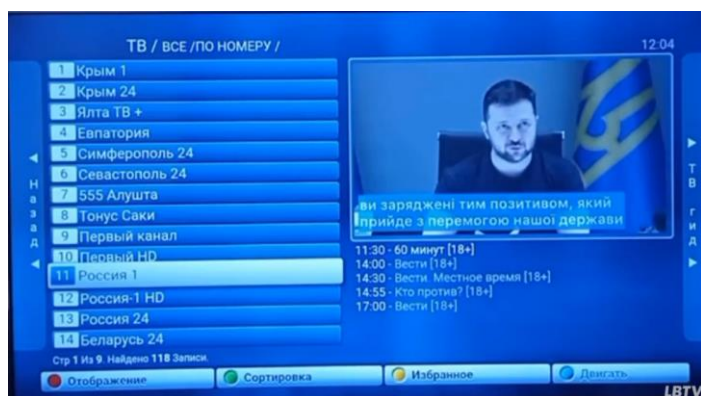 ТВ / ВСЕ /ПО НОМЕРУ /
12:04
1 Крым 1
2 Крым 24
3 Ялта ТВ +
4 Евпатория
5 Симферополь 24
6 Севастополь 24
7 555 Алушта
8 Тонус Саки
9 Первый канал
10 Первый HD
11 Россия 1
12 Россия-1 HD
13 Россия 24
14 Беларусь 24
Назад
ви заряджені тим позитивом, який
прийде з перемогою нашої держави
11:30 - 60 минут [18+]
14:00 - Вести [18+]
14:30 - Вести. Местное время [18+]
14:55 - Кто против? [18+]
17:00 - Вести [18+]
ТВ гид
Стр 1 Из 9. Найдено 118 Записи.
Отображение
Сортировка
Избранное
Двигать
LBTV